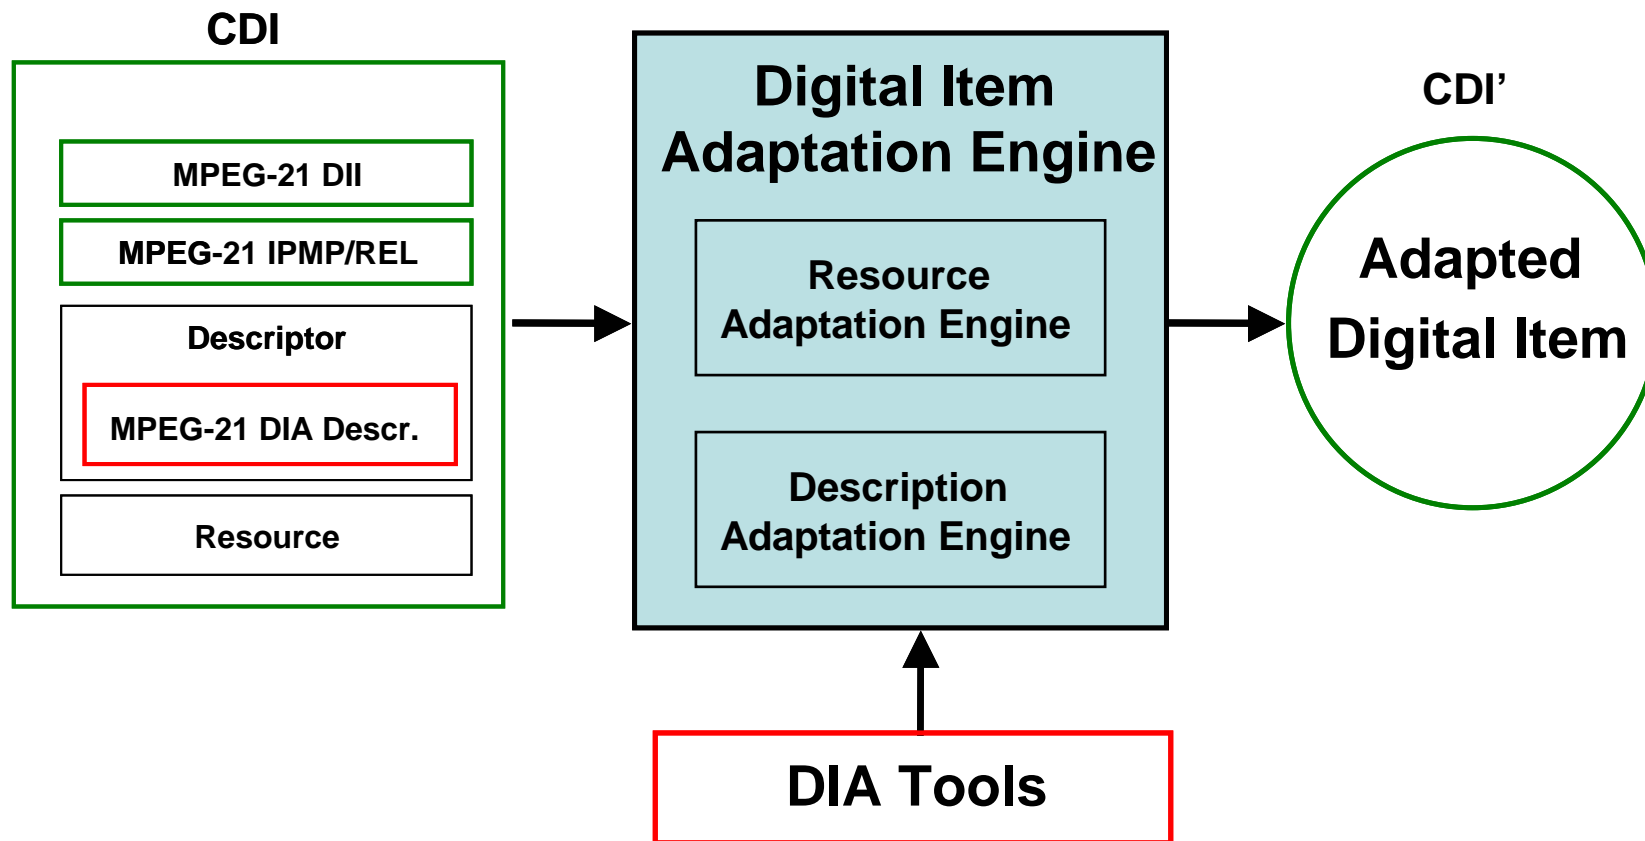 CDI
MPEG-21 DII
MPEG-21 IPMP/REL
Descriptor
MPEG-21 DIA Descr.
Resource
Digital Item
Adaptation Engine
Resource
Adaptation Engine
Description
Adaptation Engine
DIA Tools
CDI’
Adapted
Digital Item